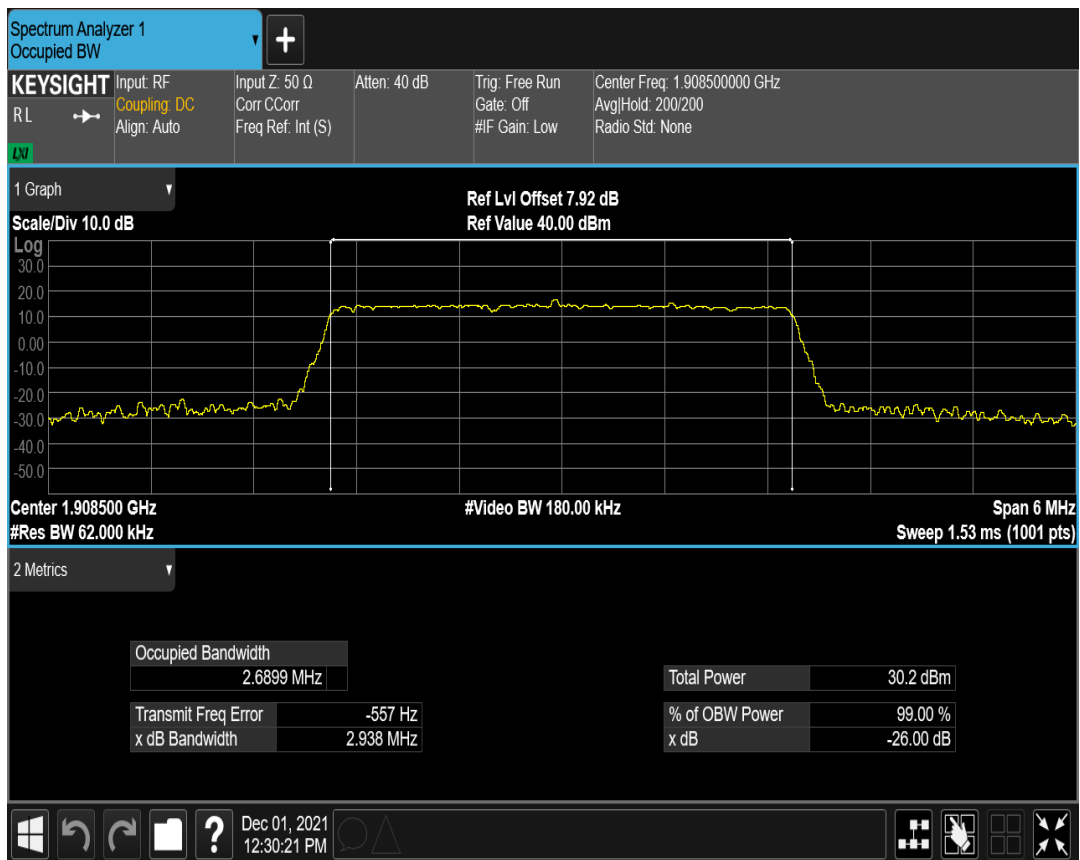 Spectrum Analyzer 1
Occupied BW
+
KEYSIGHT
R L
LXI
Input: RF
Coupling: DC
Align: Auto
Input Z: 50 Ω
Corr CCorr
Freq Ref: Int (S)
Atten: 40 dB
Trig: Free Run
Gate: Off
#IF Gain: Low
Center Freq: 1.908500000 GHz
Avg|Hold: 200/200
Radio Std: None
1 Graph
Scale/Div 10.0 dB
Ref Lvl Offset 7.92 dB
Ref Value 40.00 dBm
Log
30.0
20.0
10.0
0.00
-10.0
-20.0
-30.0
-40.0
-50.0
Center 1.908500 GHz
#Video BW 180.00 kHz
Span 6 MHz
#Res BW 62.000 kHz
Sweep 1.53 ms (1001 pts)
2 Metrics
Occupied Bandwidth
2.6899 MHz
Total Power 30.2 dBm
Transmit Freq Error -557 Hz
% of OBW Power 99.00 %
x dB Bandwidth 2.938 MHz
x dB -26.00 dB
?
Dec 01, 2021
12:30:21 PM